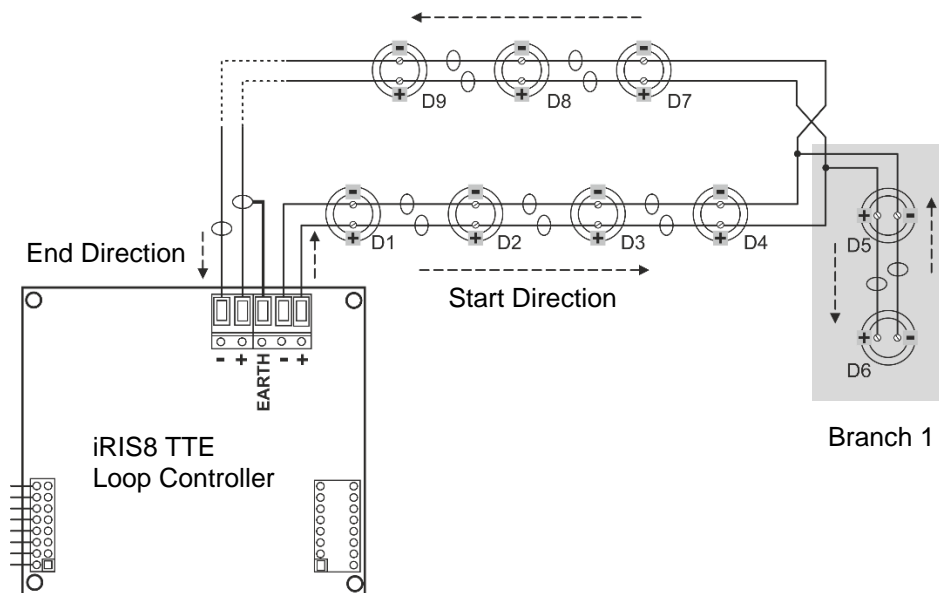 - - -
D9 D8 D7
+ + +
- - - -
D1 D2 D3 D4
+ + + +
+ -
D5
+ -
D6
End Direction
Start Direction
- + EARTH - +
iRIS8 TTE
Loop Controller
Branch 1